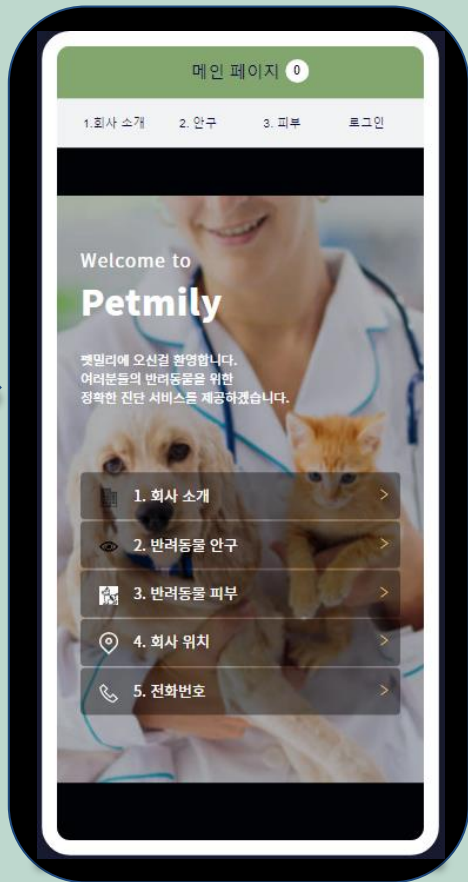 메인 페이지 0
1.회사 소개 2. 안구 3. 피부 로그인
Welcome to
Petmily
펫밀리에 오신걸 환영합니다.
여러분들의 반려동물을 위한
정확한 진단 서비스를 제공하겠습니다.
1. 회사 소개 >
2. 반려동물 안구 >
3. 반려동물 피부 >
4. 회사 위치 >
5. 전화번호 >